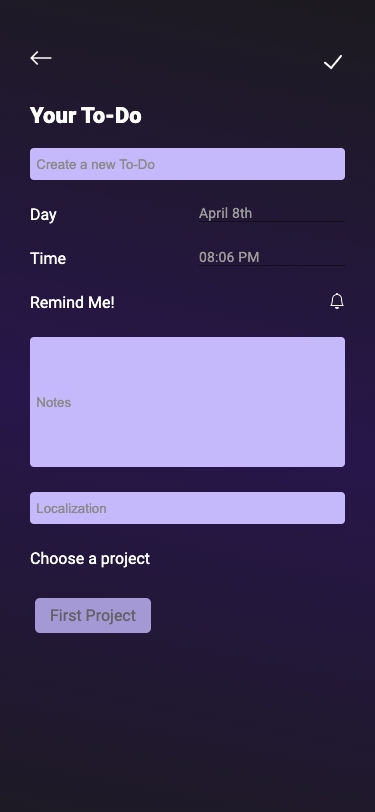 Your To-Do
Create a new To-Do
Day April 8th
Time 08:06 PM
Remind Me!
Notes
Localization
Choose a project
First Project